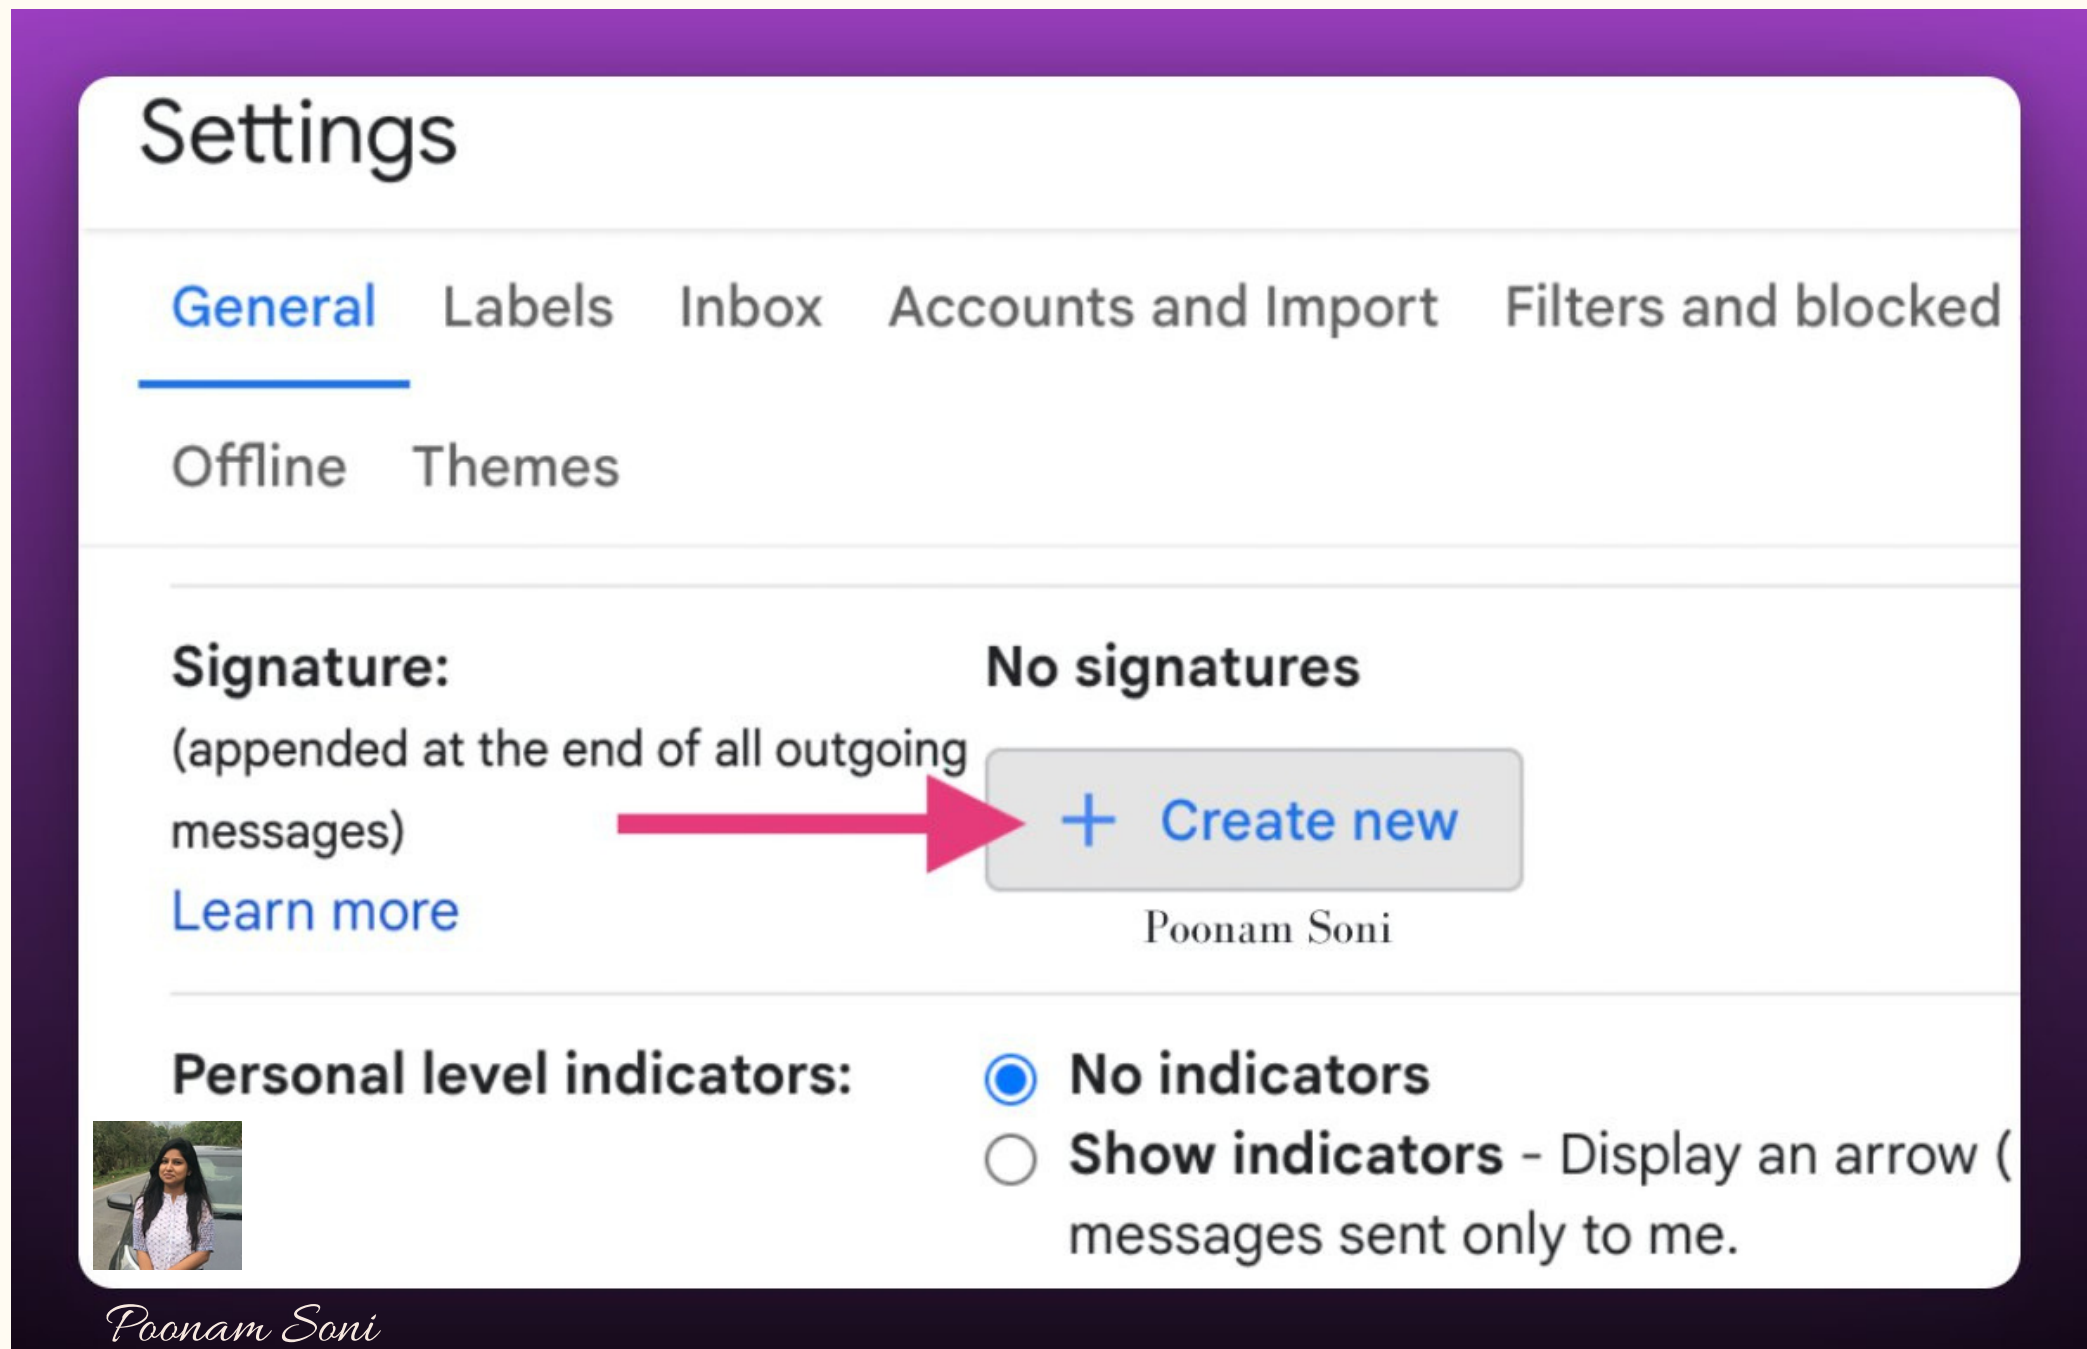 Settings
General Labels Inbox Accounts and Import Filters and blocked
Offline Themes
Signature: No signatures
(appended at the end of all outgoing
messages)
+ Create new
Learn more
Poonam Soni
Personal level indicators: No indicators
Show indicators - Display an arrow (
messages sent only to me.
Poonam Soni